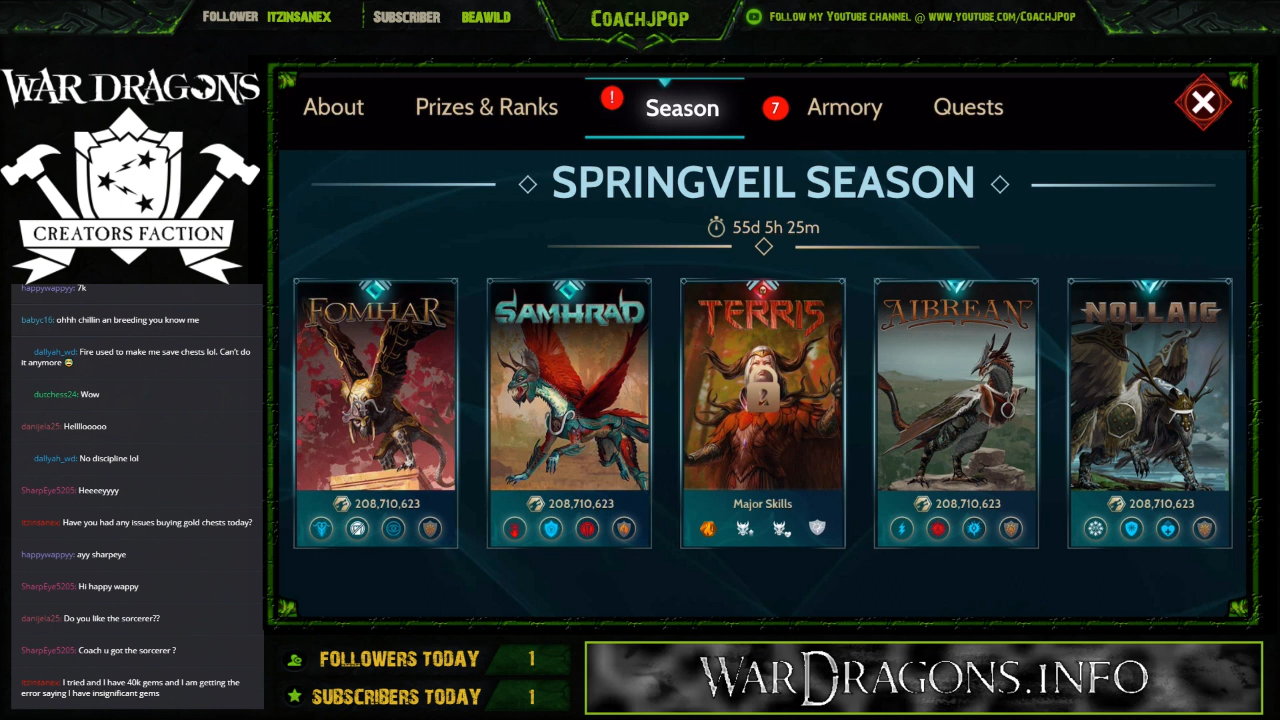 FOLLOWER ITZINSANEX
SUBSCRIBER BEAWILD
COACHJPOP
FOLLOW MY YOUTUBE CHANNEL @ WWW.YOUTUBE.COM/COACHJPOP
WAR DRAGONS
CREATORS FACTION
happywappyy: 7k
babyc16: ohhh chillin an breeding you know me
dallyah_wd: Fire used to make me save chests lol. Can't do
it anymore 😅
dutchess24: Wow
danijela25: Helllloooo
dallyah_wd: No discipline lol
SharpEye5205: Heeeeyyyy
itzinsanex: Have you had any issues buying gold chests today?
happywappyy: ayy sharpeye
SharpEye5205: Hi happy wappy
danijela25: Do you like the sorcerer??
SharpEye5205: Coach u got the sorcerer ?
itzinsanex: I tried and I have 40k gems and I am getting the
error saying I have insignificant gems
About
Prizes & Ranks
! Season
7 Armory
Quests
SPRINGVEIL SEASON
55d 5h 25m
FOMHAR
208,710,623
SAMHRAD
208,710,623
TERRIS
Major Skills
AIBREAN
208,710,623
NOLLAIG
208,710,623
FOLLOWERS TODAY 1
SUBSCRIBERS TODAY 1
WARDRAGONS.INFO